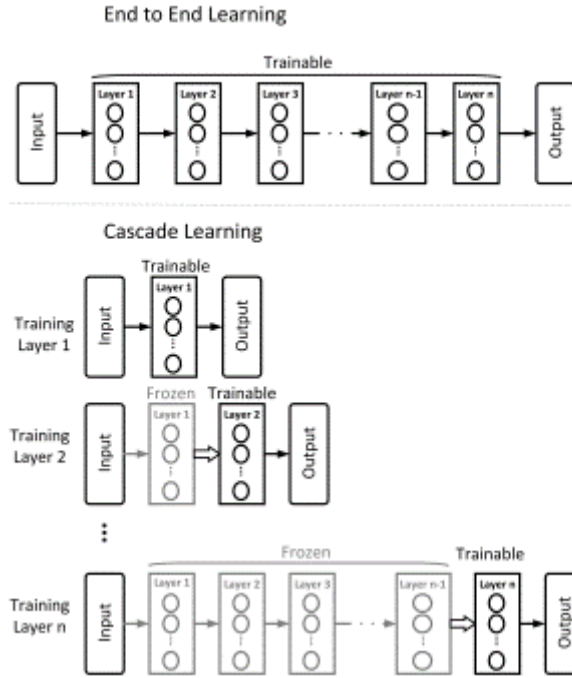 End to End Learning
Trainable
Input
Layer 1
Layer 2
Layer 3
Layer n-1
Layer n
Output
Cascade Learning
Training
Layer 1
Input
Trainable
Layer 1
Output
Training
Layer 2
Input
Frozen
Layer 1
Trainable
Layer 2
Output
Training
Layer n
Input
Frozen
Layer 1
Layer 2
Layer 3
Layer n-1
Trainable
Layer n
Output